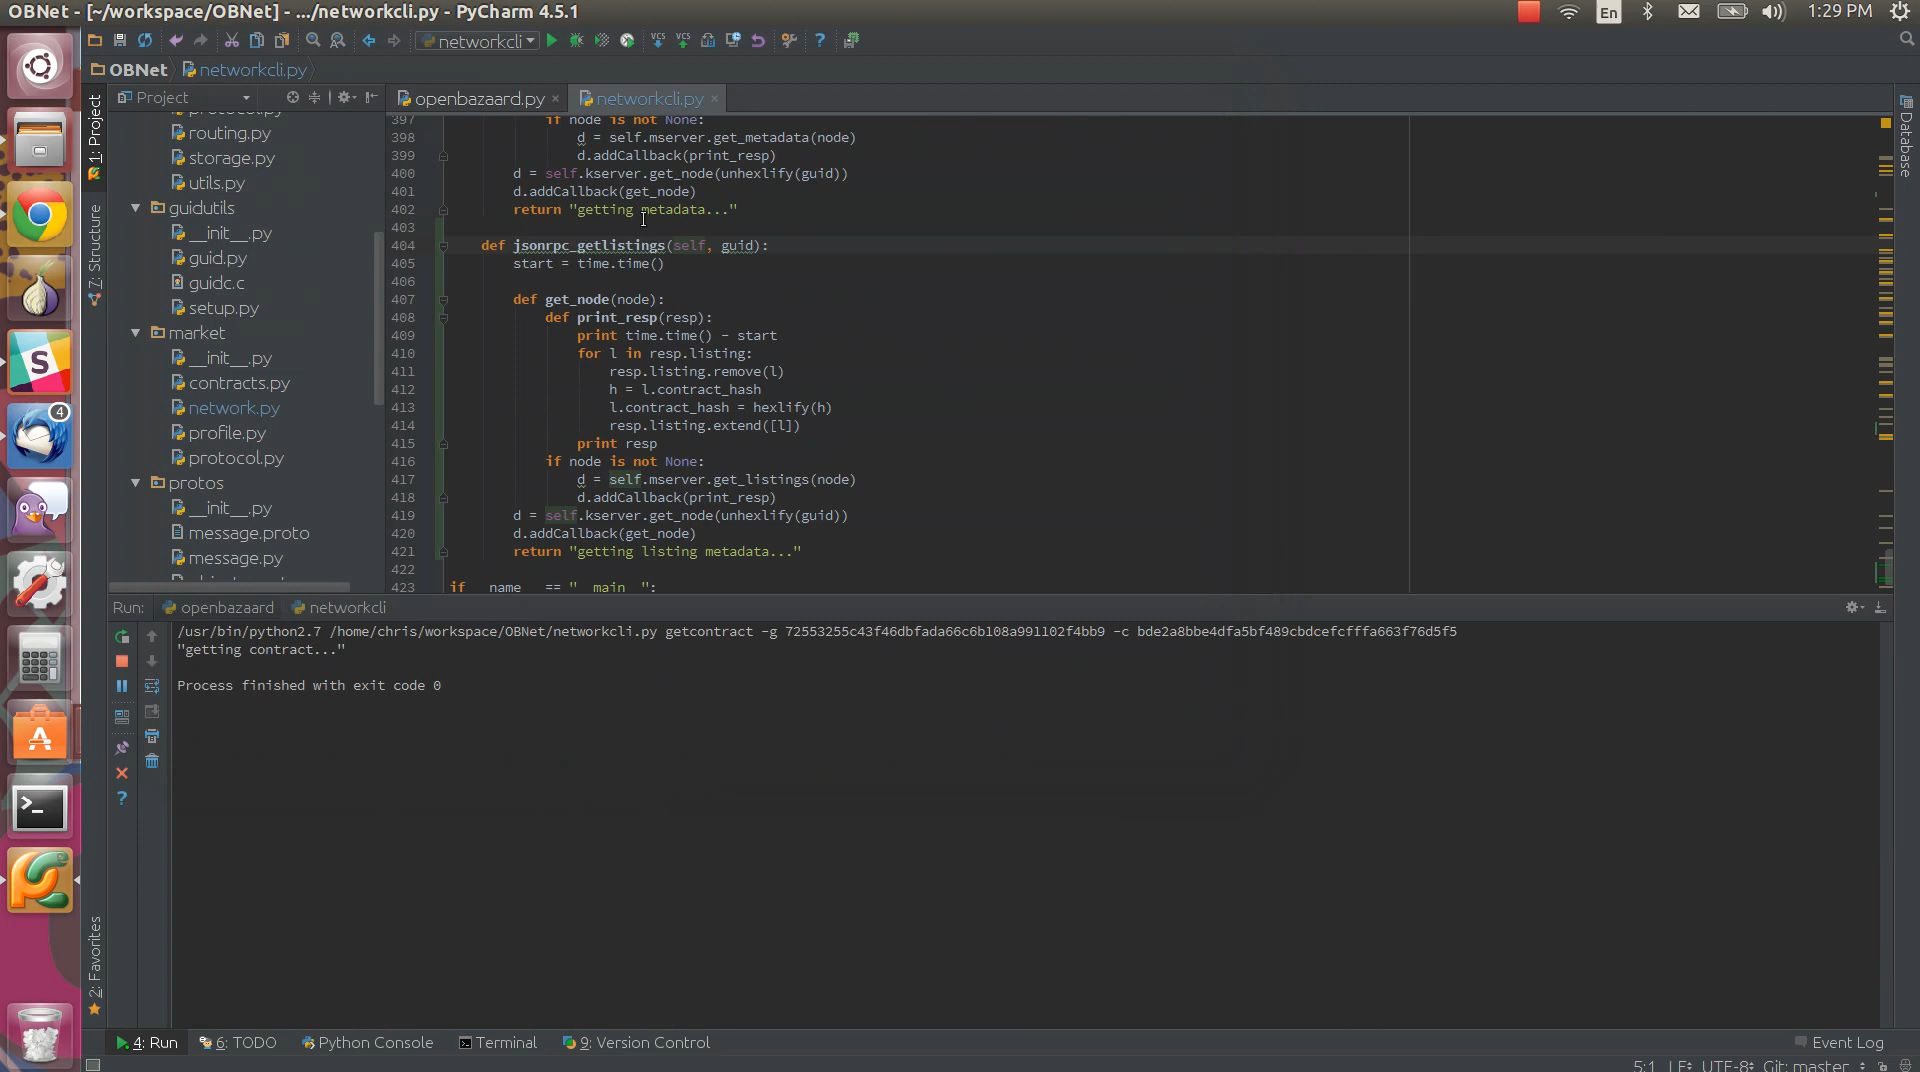 OBNet - [~/workspace/OBNet] - .../networkcli.py - PyCharm 4.5.1
En
1:29 PM
networkcli
OBNet
networkcli.py
Project
openbazaard.py
networkcli.py
1: Project
7: Structure
2: Favorites
Database
protocol.py
routing.py
storage.py
utils.py
guidutils
__init__.py
guid.py
guidc.c
setup.py
market
__init__.py
contracts.py
network.py
profile.py
protocol.py
protos
__init__.py
message.proto
message.py
4
397 if node is not None:
398 d = self.mserver.get_metadata(node)
399 d.addCallback(print_resp)
400 d = self.kserver.get_node(unhexlify(guid))
401 d.addCallback(get_node)
402 return "getting metadata..."
403
404 def jsonrpc_getlistings(self, guid):
405 start = time.time()
406
407 def get_node(node):
408 def print_resp(resp):
409 print time.time() - start
410 for l in resp.listing:
411 resp.listing.remove(l)
412 h = l.contract_hash
413 l.contract_hash = hexlify(h)
414 resp.listing.extend([l])
415 print resp
416 if node is not None:
417 d = self.mserver.get_listings(node)
418 d.addCallback(print_resp)
419 d = self.kserver.get_node(unhexlify(guid))
420 d.addCallback(get_node)
421 return "getting listing metadata..."
422
423 if __name__ == "__main__":
Run: openbazaard networkcli
/usr/bin/python2.7 /home/chris/workspace/OBNet/networkcli.py getcontract -g 72553255c43f46dbfada66c6b108a991102f4bb9 -c bde2a8bbe4dfa5bf489cbdcefcfffa663f76d5f5
"getting contract..."
Process finished with exit code 0
4: Run
6: TODO
Python Console
Terminal
9: Version Control
Event Log
5:1 LF UTF-8 Git: master